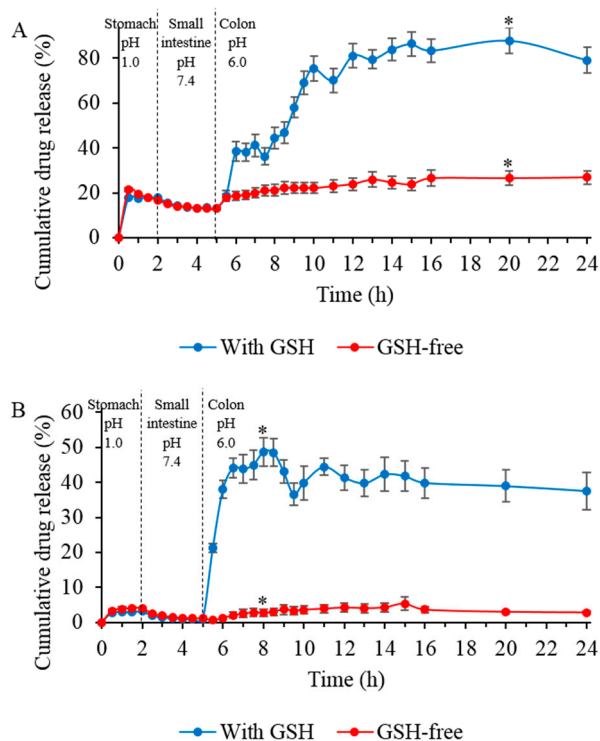 A
Stomach Small Colon
pH intestine pH
1.0 pH 6.0
7.4
*
*
80
60
40
20
0
Cumulative drug release (%)
0 2 4 6 8 10 12 14 16 18 20 22 24
Time (h)
With GSH GSH-free
B
Stomach Small Colon
pH intestine pH
1.0 pH 6.0
7.4
*
*
60
50
40
30
20
10
0
Cumulative drug release (%)
0 2 4 6 8 10 12 14 16 18 20 22 24
Time (h)
With GSH GSH-free